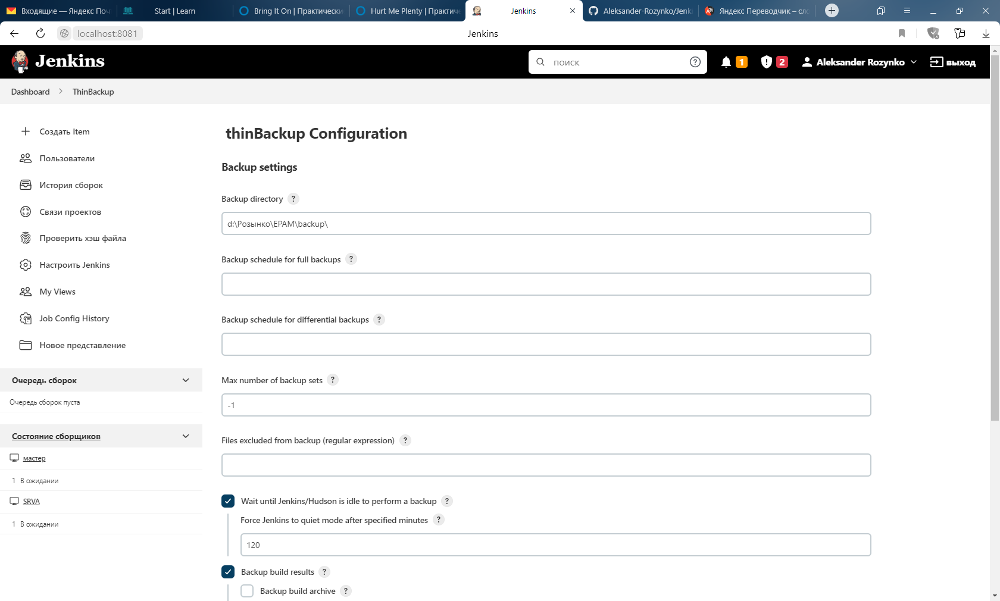 Входящие — Яндекс Поч
Start | Learn
Bring It On | Практически
Hurt Me Plenty | Практиче
Jenkins
Aleksander-Rozynko/Jenki
Яндекс Переводчик – сло
localhost:8081
Jenkins
Jenkins
поиск
1
2
Aleksander Rozynko
выход
Dashboard
ThinBackup
Создать Item
Пользователи
История сборок
Связи проектов
Проверить хэш файла
Настроить Jenkins
My Views
Job Config History
Новое представление
Очередь сборок
Очередь сборок пуста
Состояние сборщиков
мастер
1 В ожидании
SRVA
1 В ожидании
thinBackup Configuration
Backup settings
Backup directory ?
d:\Розынко\EPAM\backup\
Backup schedule for full backups ?
Backup schedule for differential backups ?
Max number of backup sets ?
-1
Files excluded from backup (regular expression) ?
Wait until Jenkins/Hudson is idle to perform a backup ?
Force Jenkins to quiet mode after specified minutes ?
120
Backup build results ?
Backup build archive ?